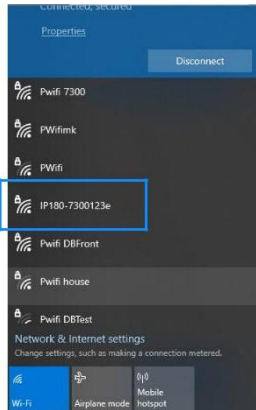 Connected, secured
Properties
Disconnect
Pwifi 7300
PWifimk
PWifi
IP180-7300123e
Pwifi DBFront
Pwifi house
Pwifi DBTest
Network & Internet settings
Change settings, such as making a connection metered.
Wi-Fi
Airplane mode
Mobile
hotspot